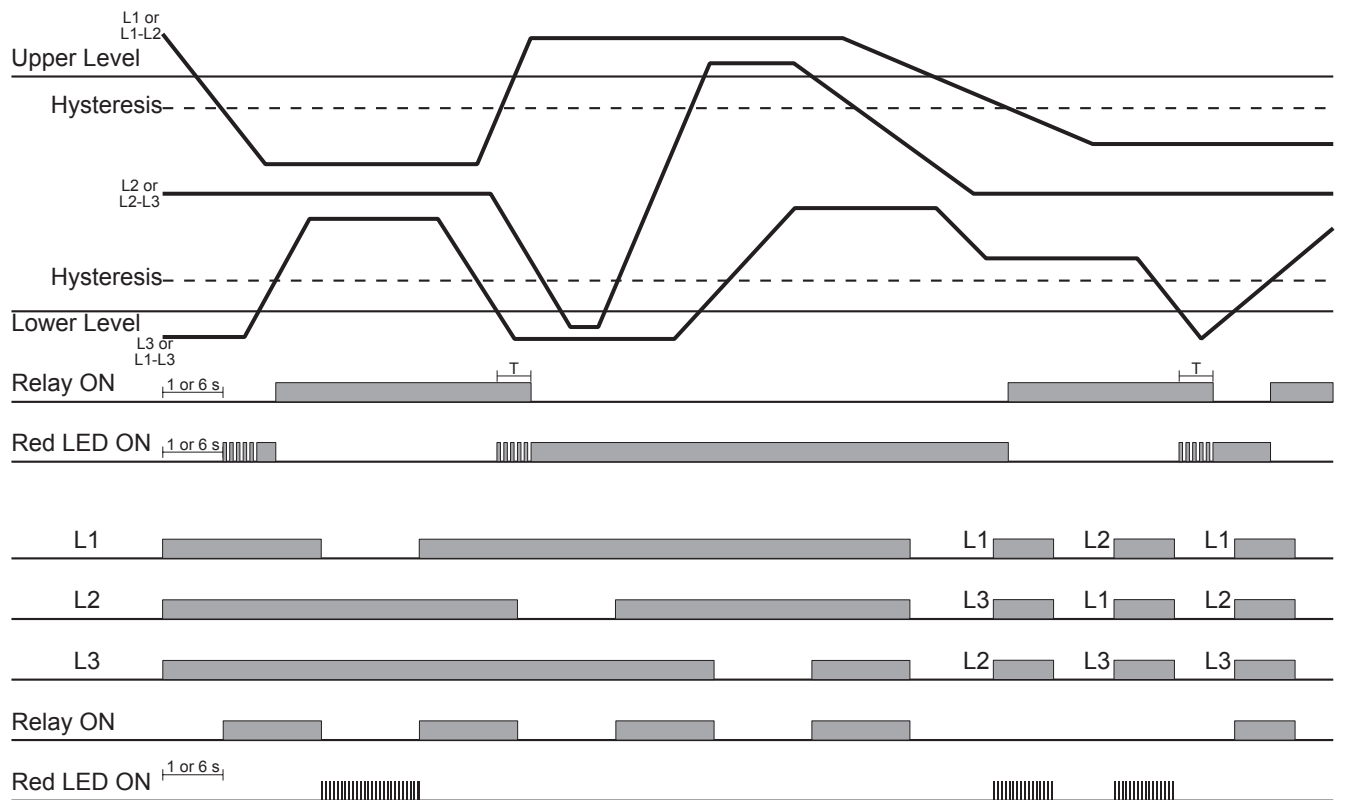 L1 or
L1-L2
Upper Level
Hysteresis
L2 or
L2-L3
Hysteresis
Lower Level
L3 or
L1-L3
T
T
Relay ON
1 or 6 s
Red LED ON
1 or 6 s
L1
L1
L2
L1
L2
L3
L1
L2
L3
L2
L3
L3
Relay ON
Red LED ON
1 or 6 s